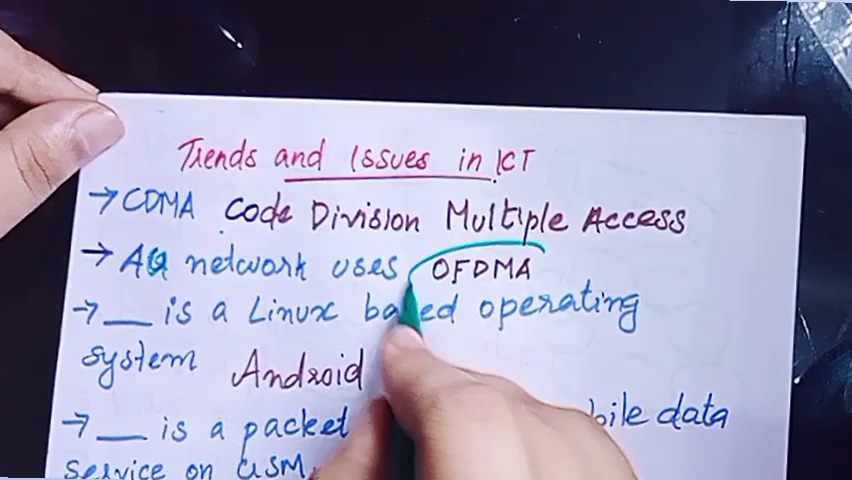 Trends and Issues in ICT
→ CDMA Code Division Multiple Access
→ network uses OFDMA
→ __ is a Linux based operating
system Android
→ __ is a packet data
service on GSM.